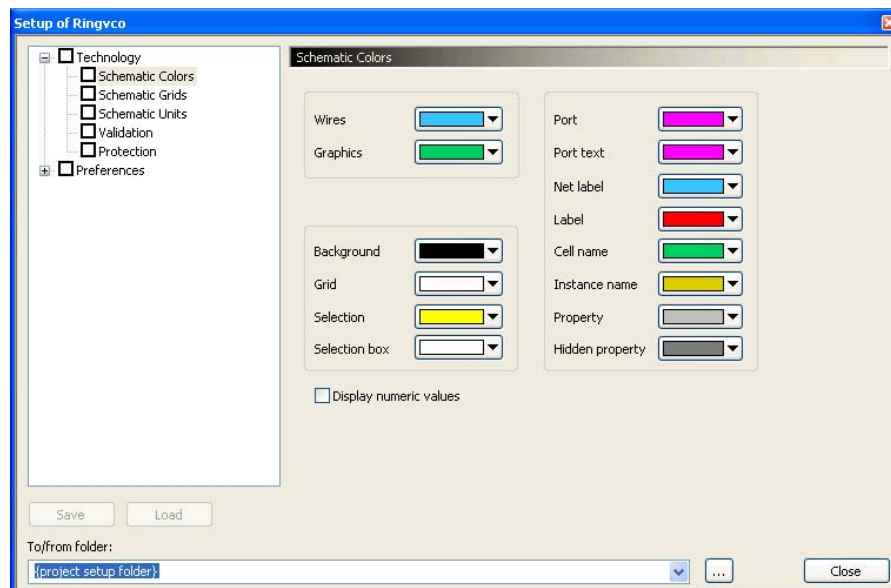 Setup of Ringvco
Technology
Schematic Colors
Schematic Grids
Schematic Units
Validation
Protection
Preferences
Schematic Colors
Wires
Graphics
Background
Grid
Selection
Selection box
Display numeric values
Port
Port text
Net label
Label
Cell name
Instance name
Property
Hidden property
Save
Load
To/from folder:
{project setup folder}
...
Close